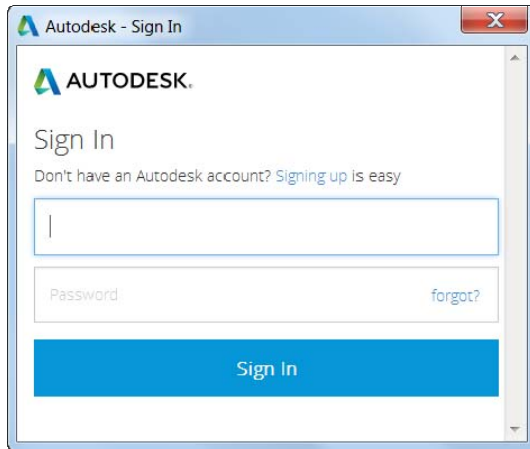 Autodesk - Sign In
AUTODESK.
Sign In
Don't have an Autodesk account? Signing up is easy
Password
forgot?
Sign In